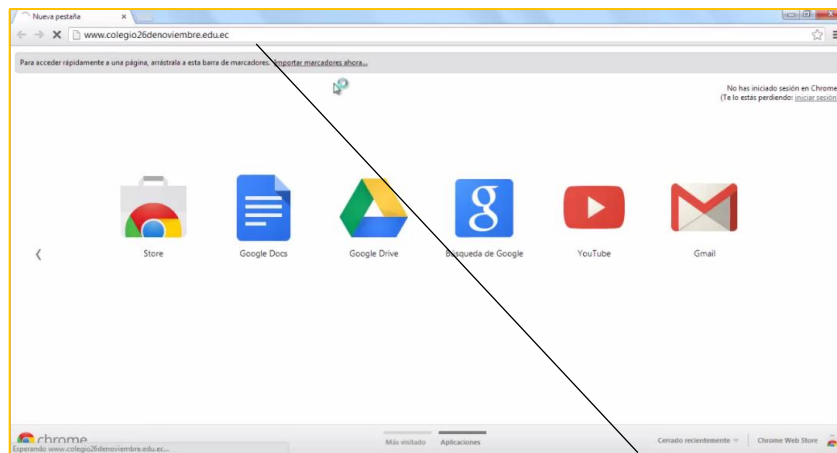 Nueva pestaña
www.colegio26denoviembre.edu.ec
Para acceder rápidamente a una página, arrástrala a esta barra de marcadores. Importar marcadores ahora...
No has iniciado sesión en Chrome
(Te lo estás perdiendo: iniciar sesión
Store
Google Docs
Google Drive
Búsqueda de Google
YouTube
Gmail
chrome
Esperando www.colegio26denoviembre.edu.ec...
Más visitado
Aplicaciones
Cerrado recientemente
Chrome Web Store